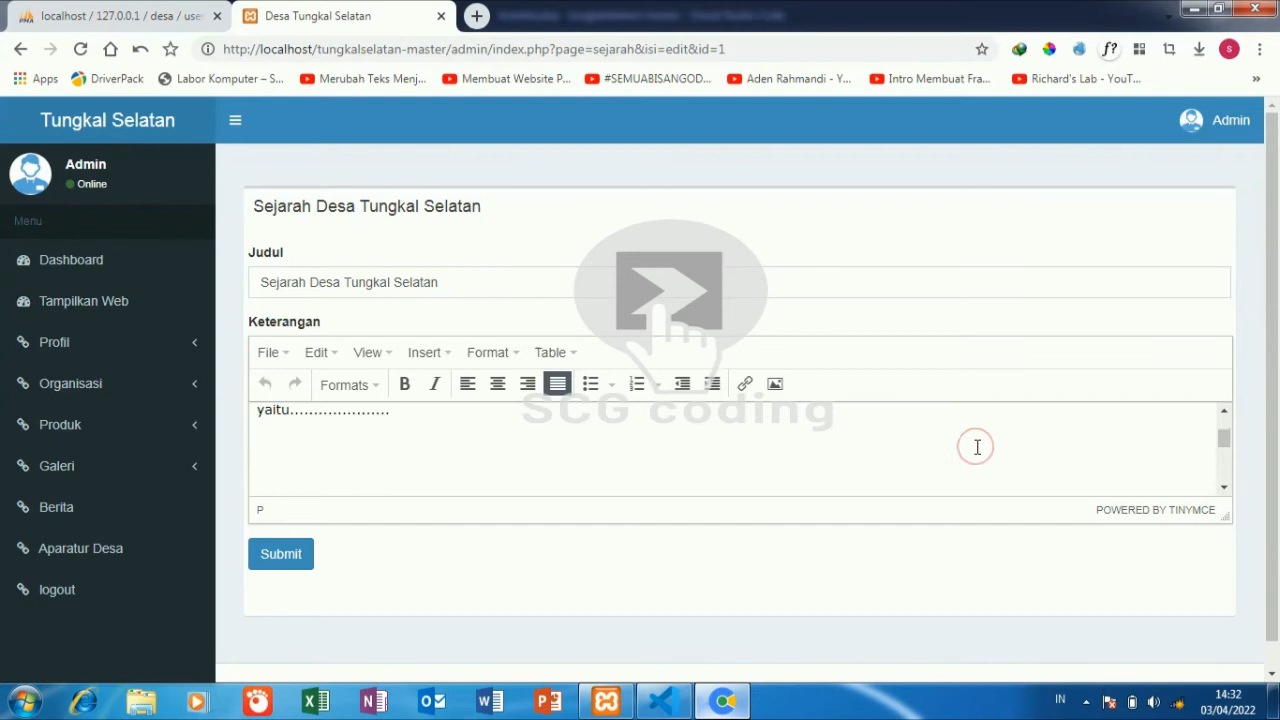 localhost / 127.0.0.1 / desa / use
Desa Tungkal Selatan
http://localhost/tungkalselatan-master/admin/index.php?page=sejarah&isi=edit&id=1
f?
S
Apps
DriverPack
Labor Komputer – S...
Merubah Teks Menj...
Membuat Website P...
#SEMUABISANGOD...
Aden Rahmandi - Y...
Intro Membuat Fra...
Richard's Lab - YouT...
Tungkal Selatan
Admin
Admin
Online
Menu
Dashboard
Tampilkan Web
Profil
Organisasi
Produk
Galeri
Berita
Aparatur Desa
logout
Sejarah Desa Tungkal Selatan
Judul
Sejarah Desa Tungkal Selatan
Keterangan
File Edit View Insert Format Table
Formats B I
SCG coding
yaitu.....................
P
POWERED BY TINYMCE
Submit
IN
14:32
03/04/2022